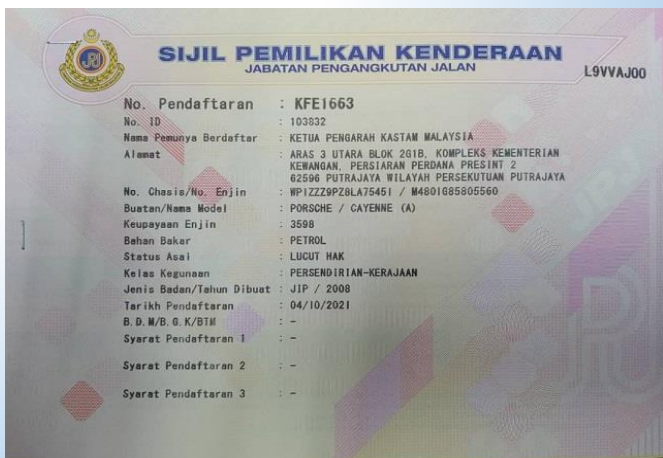 SIJIL PEMILIKAN KENDERAAN
JABATAN PENGANGKUTAN JALAN
L9VVAJ00
No. Pendaftaran : KFE1663
No. ID : 103832
Nama Pemunya Berdaftar : KETUA PENGARAH KASTAM MALAYSIA
Alamat : ARAS 3 UTARA BLOK 2G1B, KOMPLEKS KEMENTERIAN
KEWANGAN, PERSIARAN PERDANA PRESINT 2
62596 PUTRAJAYA WILAYAH PERSEKUTUAN PUTRAJAYA
No. Chasis/No. Enjin : WP1ZZZ9PZ8LA75451 / M4801G85805560
Buatan/Nama Model : PORSCHE / CAYENNE (A)
Keupayaan Enjin : 3598
Bahan Bakar : PETROL
Status Asal : LUCUT HAK
Kelas Kegunaan : PERSENDIRIAN-KERAJAAN
Jenis Badan/Tahun Dibuat : JIP / 2008
Tarikh Pendaftaran : 04/10/2021
B.D.M/B.G.K/BTM : -
Syarat Pendaftaran 1 : -
Syarat Pendaftaran 2 : -
Syarat Pendaftaran 3 : -